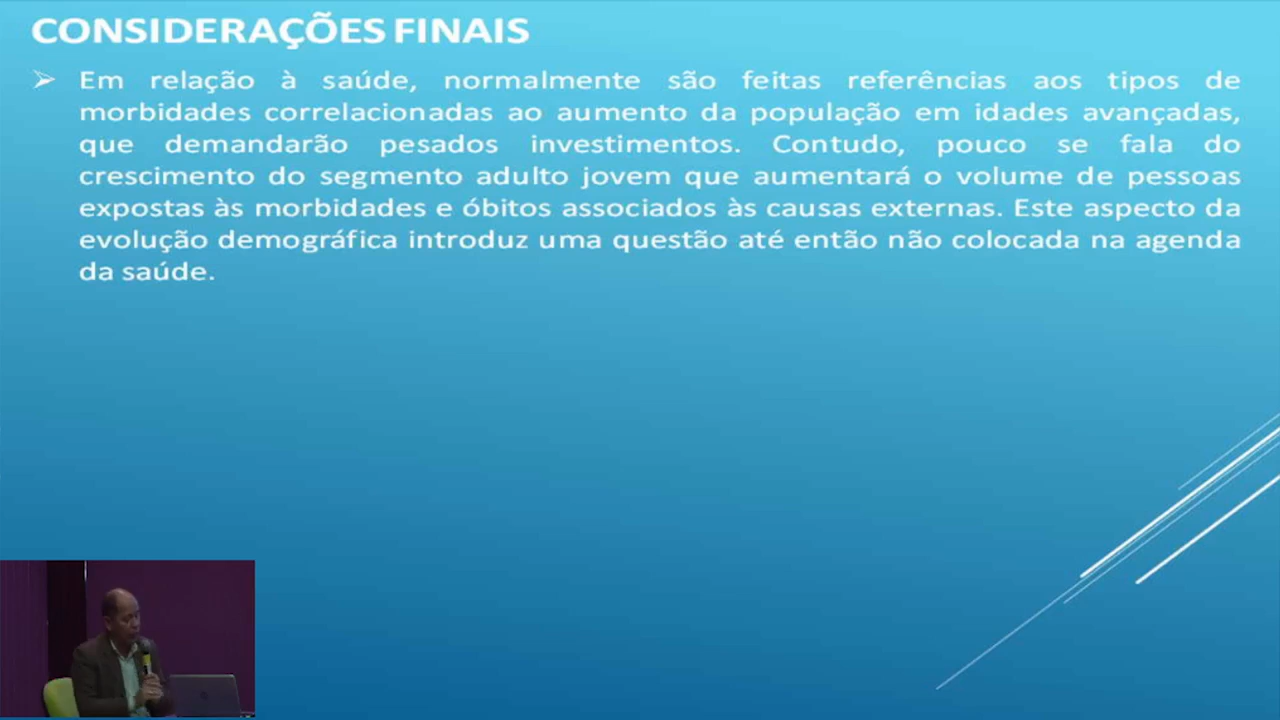 CONSIDERAÇÕES FINAIS
Em relação à saúde, normalmente são feitas referências aos tipos de
morbidades correlacionadas ao aumento da população em idades avançadas,
que demandarão pesados investimentos. Contudo, pouco se fala do
crescimento do segmento adulto jovem que aumentará o volume de pessoas
expostas às morbidades e óbitos associados às causas externas. Este aspecto da
evolução demográfica introduz uma questão até então não colocada na agenda
da saúde.